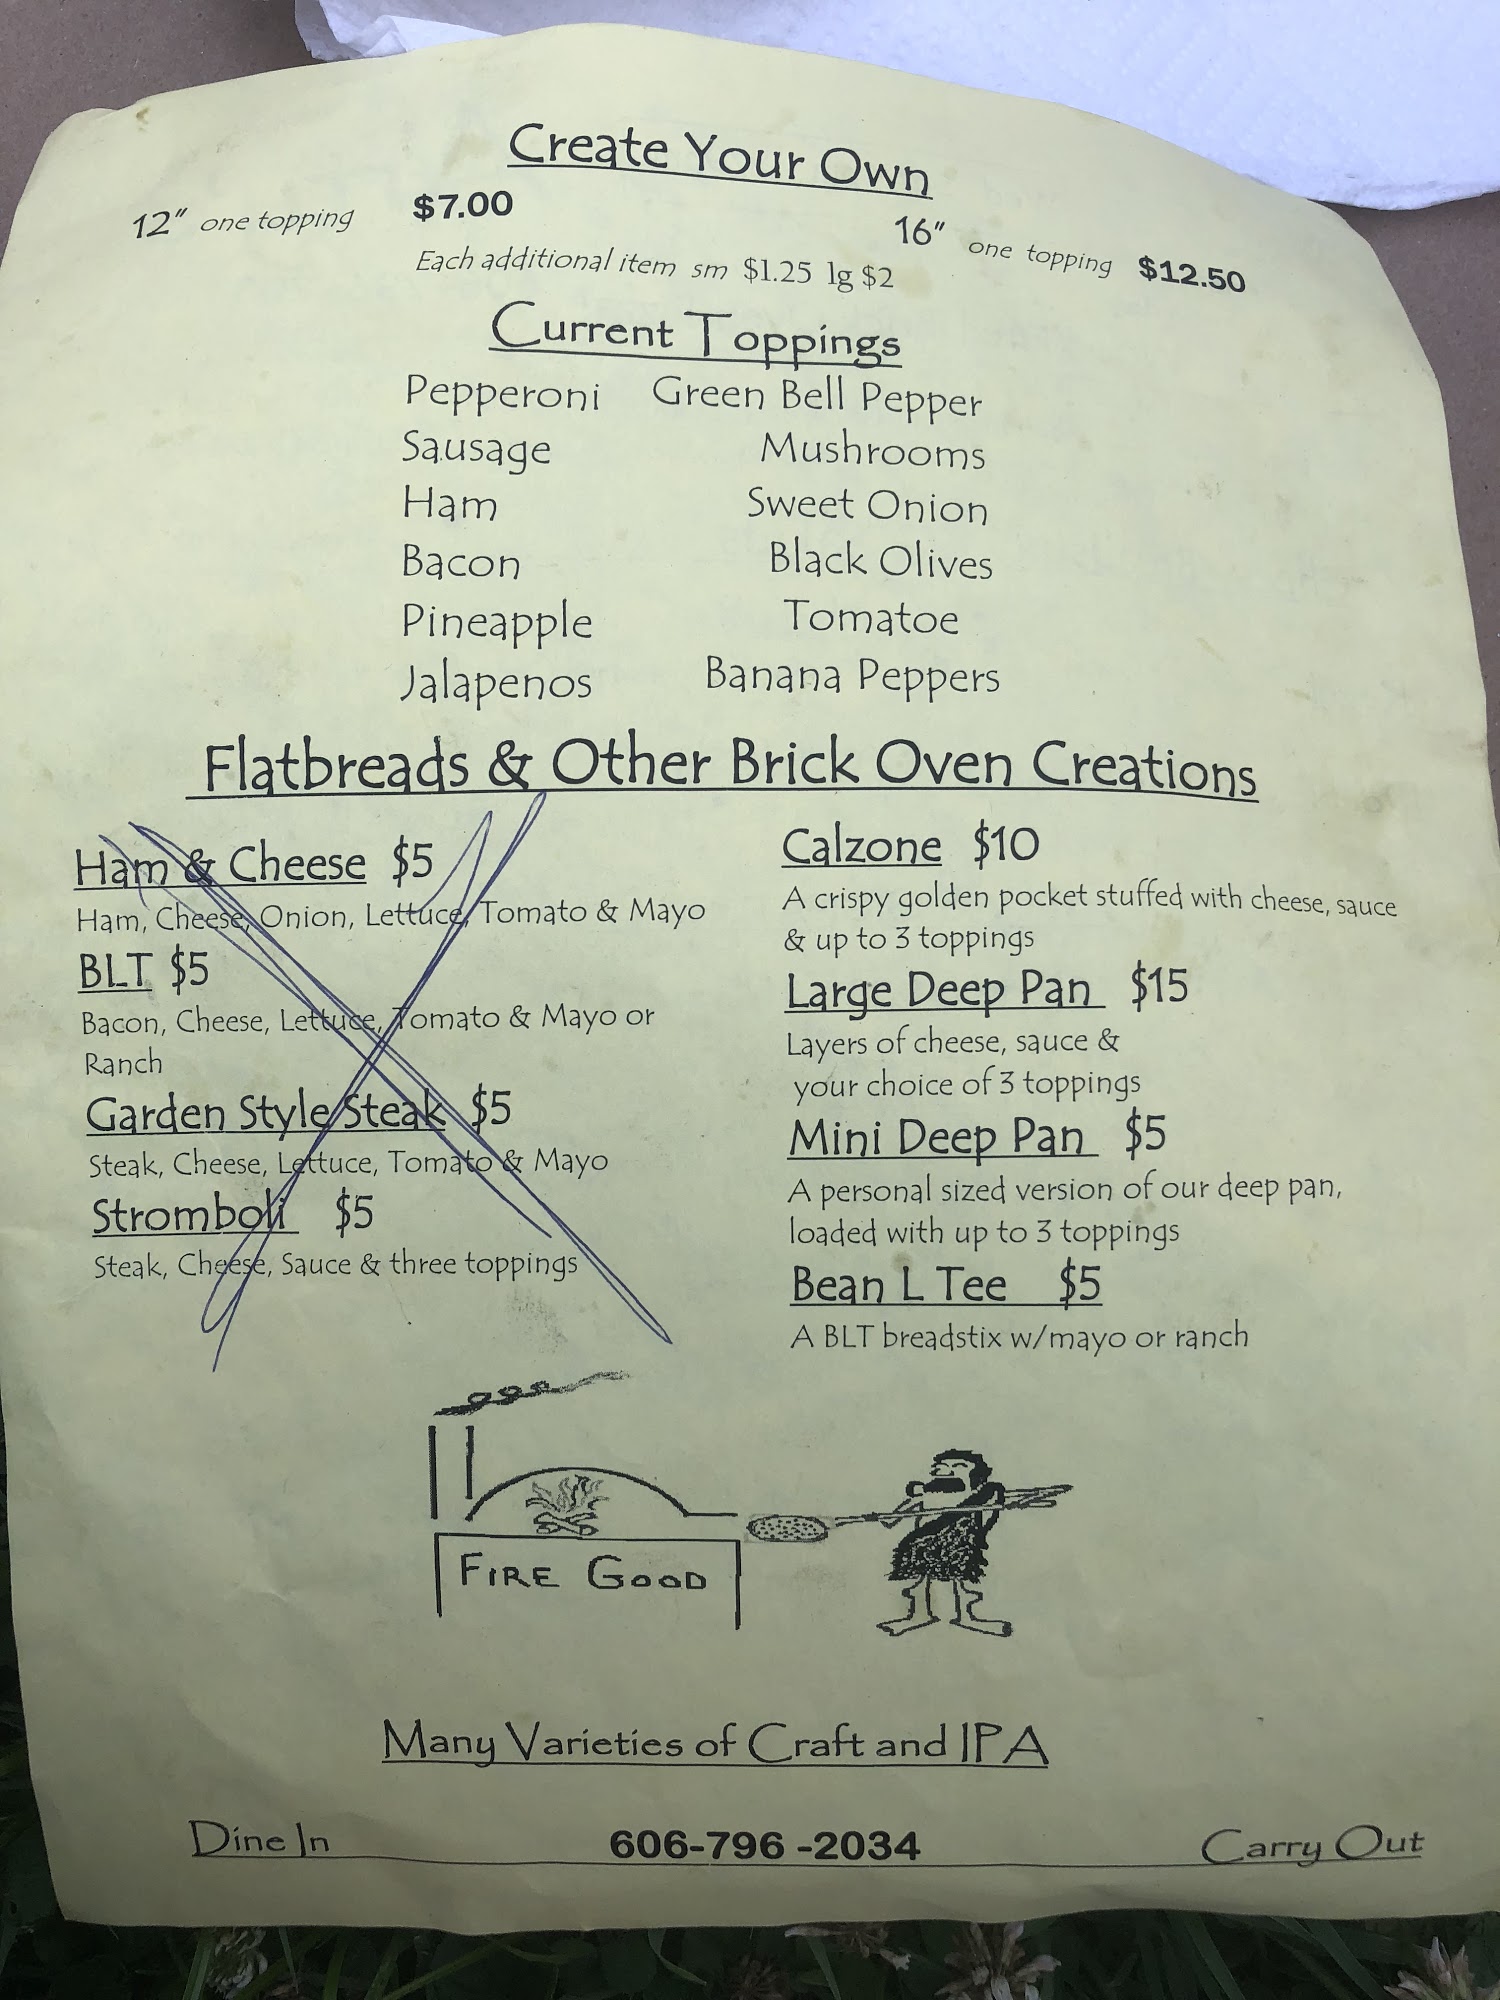 Create Your Own
12" one topping $7.00 16" one topping $12.50
Each additional item sm $1.25 lg $2
Current Toppings
Pepperoni Green Bell Pepper
Sausage Mushrooms
Ham Sweet Onion
Bacon Black Olives
Pineapple Tomatoe
Jalapenos Banana Peppers
Flatbreads & Other Brick Oven Creations
Ham & Cheese $5
Ham, Cheese, Onion, Lettuce, Tomato & Mayo
BLT $5
Bacon, Cheese, Lettuce, Tomato & Mayo or
Ranch
Garden Style Steak $5
Steak, Cheese, Lettuce, Tomato & Mayo
Stromboli $5
Steak, Cheese, Sauce & three toppings
Calzone $10
A crispy golden pocket stuffed with cheese, sauce
& up to 3 toppings
Large Deep Pan $15
Layers of cheese, sauce &
your choice of 3 toppings
Mini Deep Pan $5
A personal sized version of our deep pan,
loaded with up to 3 toppings
Bean L Tee $5
A BLT breadstix w/mayo or ranch
FIRE GOOD
Many Varieties of Craft and IPA
Dine In 606-796 -2034 Carry Out